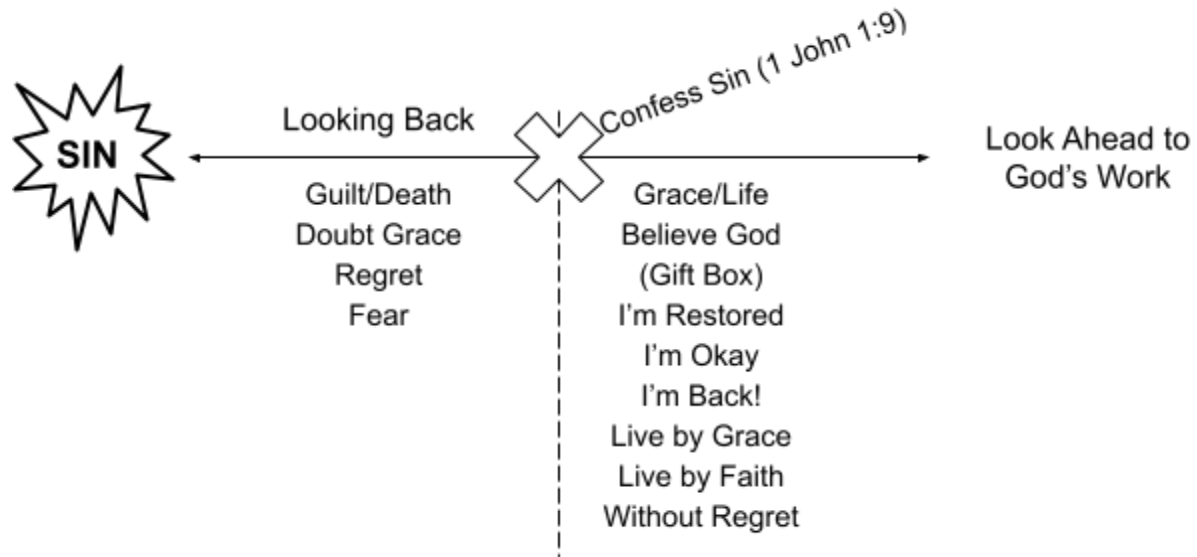 Confess Sin (1 John 1:9)
SIN
Looking Back
Look Ahead to
God's Work
Guilt/Death
Doubt Grace
Regret
Fear
Grace/Life
Believe God
(Gift Box)
I'm Restored
I'm Okay
I'm Back!
Live by Grace
Live by Faith
Without Regret